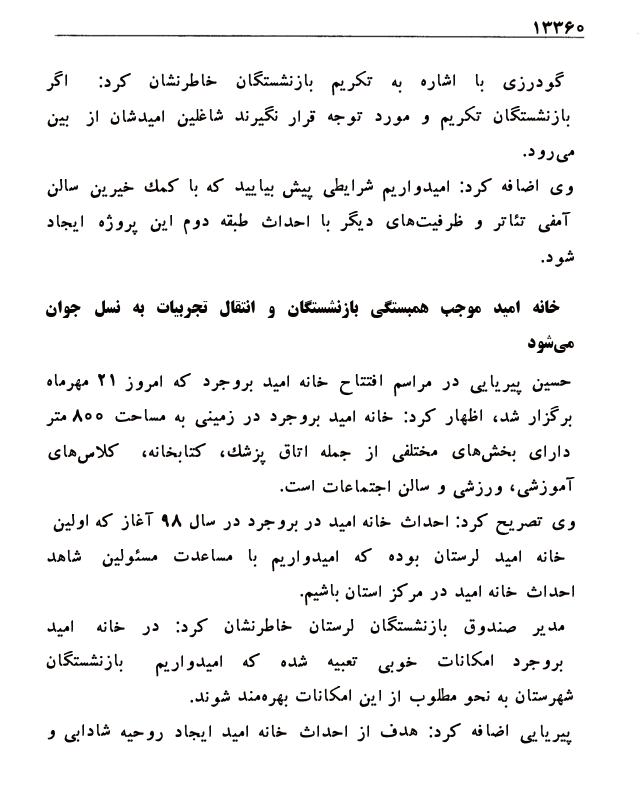 ۱۳۳۶۰
گودرزی با اشاره به تکریم بازنشستگان خاطرنشان کرد: اگر
بازنشستگان تکریم و مورد توجه قرار نگیرند شاغلین امیدشان از بین
می‌رود.
وی اضافه کرد: امیدواریم شرایطی پیش بیایید که با کمك خیرین سالن
آمفی تئاتر و ظرفیت‌های دیگر با احداث طبقه دوم این پروژه ایجاد
شود.
خانه امید موجب همبستگی بازنشستگان و انتقال تجربیات به نسل جوان
می‌شود
حسین پیریایی در مراسم افتتاح خانه امید بروجرد که امروز ۲۱ مهرماه
برگزار شد، اظهار کرد: خانه امید بروجرد در زمینی به مساحت ۸۰۰ متر
دارای بخش‌های مختلفی از جمله اتاق پزشك، کتابخانه، کلاس‌های
آموزشی، ورزشی و سالن اجتماعات است.
وی تصریح کرد: احداث خانه امید در بروجرد در سال ۹۸ آغاز که اولین
خانه امید لرستان بوده که امیدواریم با مساعدت مسئولین شاهد
احداث خانه امید در مرکز استان باشیم.
مدیر صندوق بازنشستگان لرستان خاطرنشان کرد: در خانه امید
بروجرد امکانات خوبی تعبیه شده که امیدواریم بازنشستگان
شهرستان به نحو مطلوب از این امکانات بهره‌مند شوند.
پیریایی اضافه کرد: هدف از احداث خانه امید ایجاد روحیه شادابی و